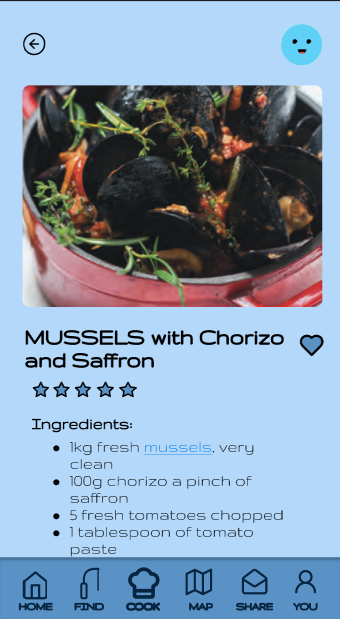 MUSSELS with Chorizo
and Saffron
Ingredients:
● 1kg fresh mussels, very
clean
● 100g chorizo a pinch of
saffron
● 5 fresh tomatoes chopped
● 1 tablespoon of tomato
paste
HOME FIND COOK MAP SHARE YOU